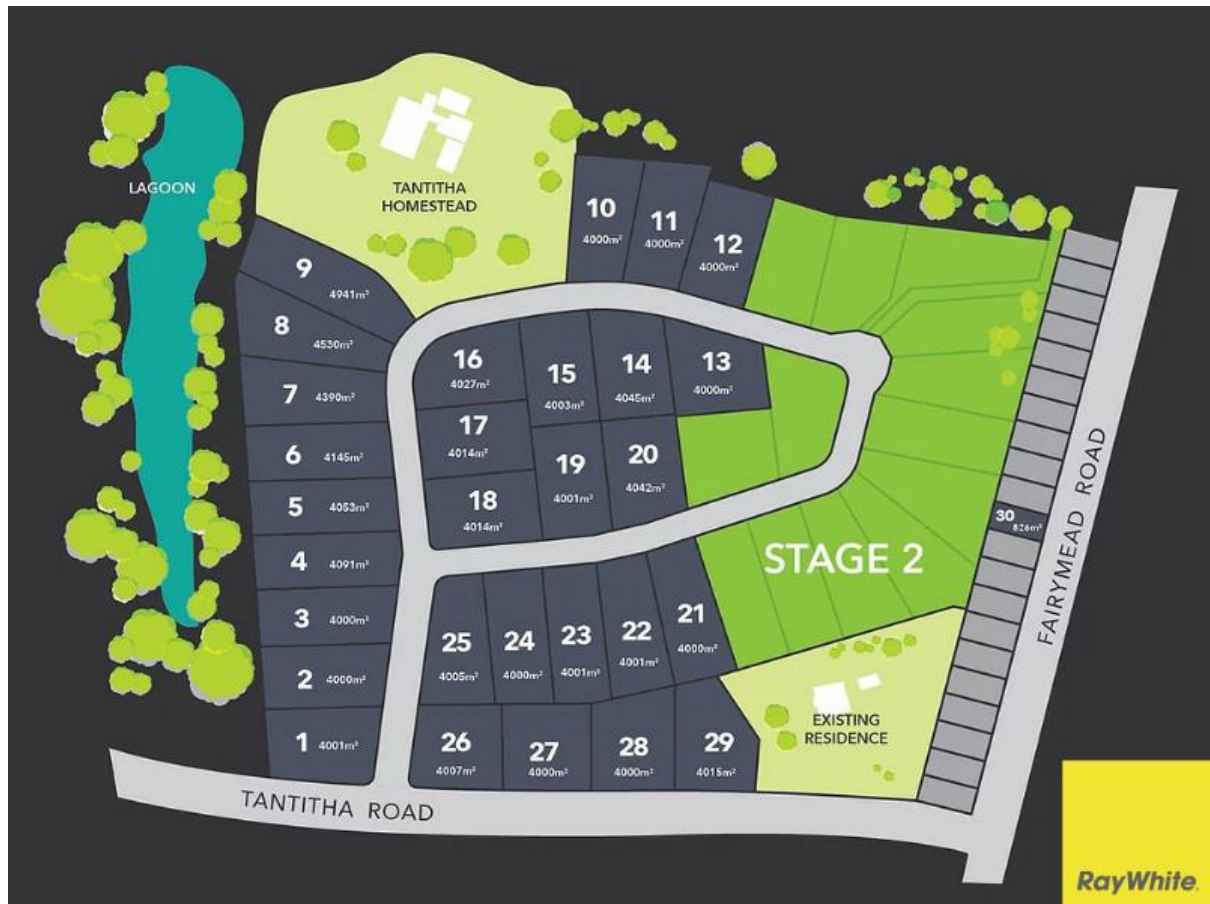 LAGOON
TANTITHA
HOMESTEAD
10
4000m²
11
4000m²
12
4000m²
9
4941m²
8
4530m²
7 4390m²
6 4145m²
5 4053m²
4 4091m²
3 4000m²
2 4000m²
1 4001m²
16
4027m²
15
4003m²
14
4045m²
13
4000m²
17
4014m²
18
4014m²
19
4001m²
20
4042m²
STAGE 2
30
826m²
25
4005m²
24
4000m²
23
4001m²
22
4001m²
21
4000m²
26
4007m²
27
4000m²
28
4000m²
29
4015m²
EXISTING
RESIDENCE
TANTITHA ROAD
FAIRYMEAD ROAD
RayWhite.